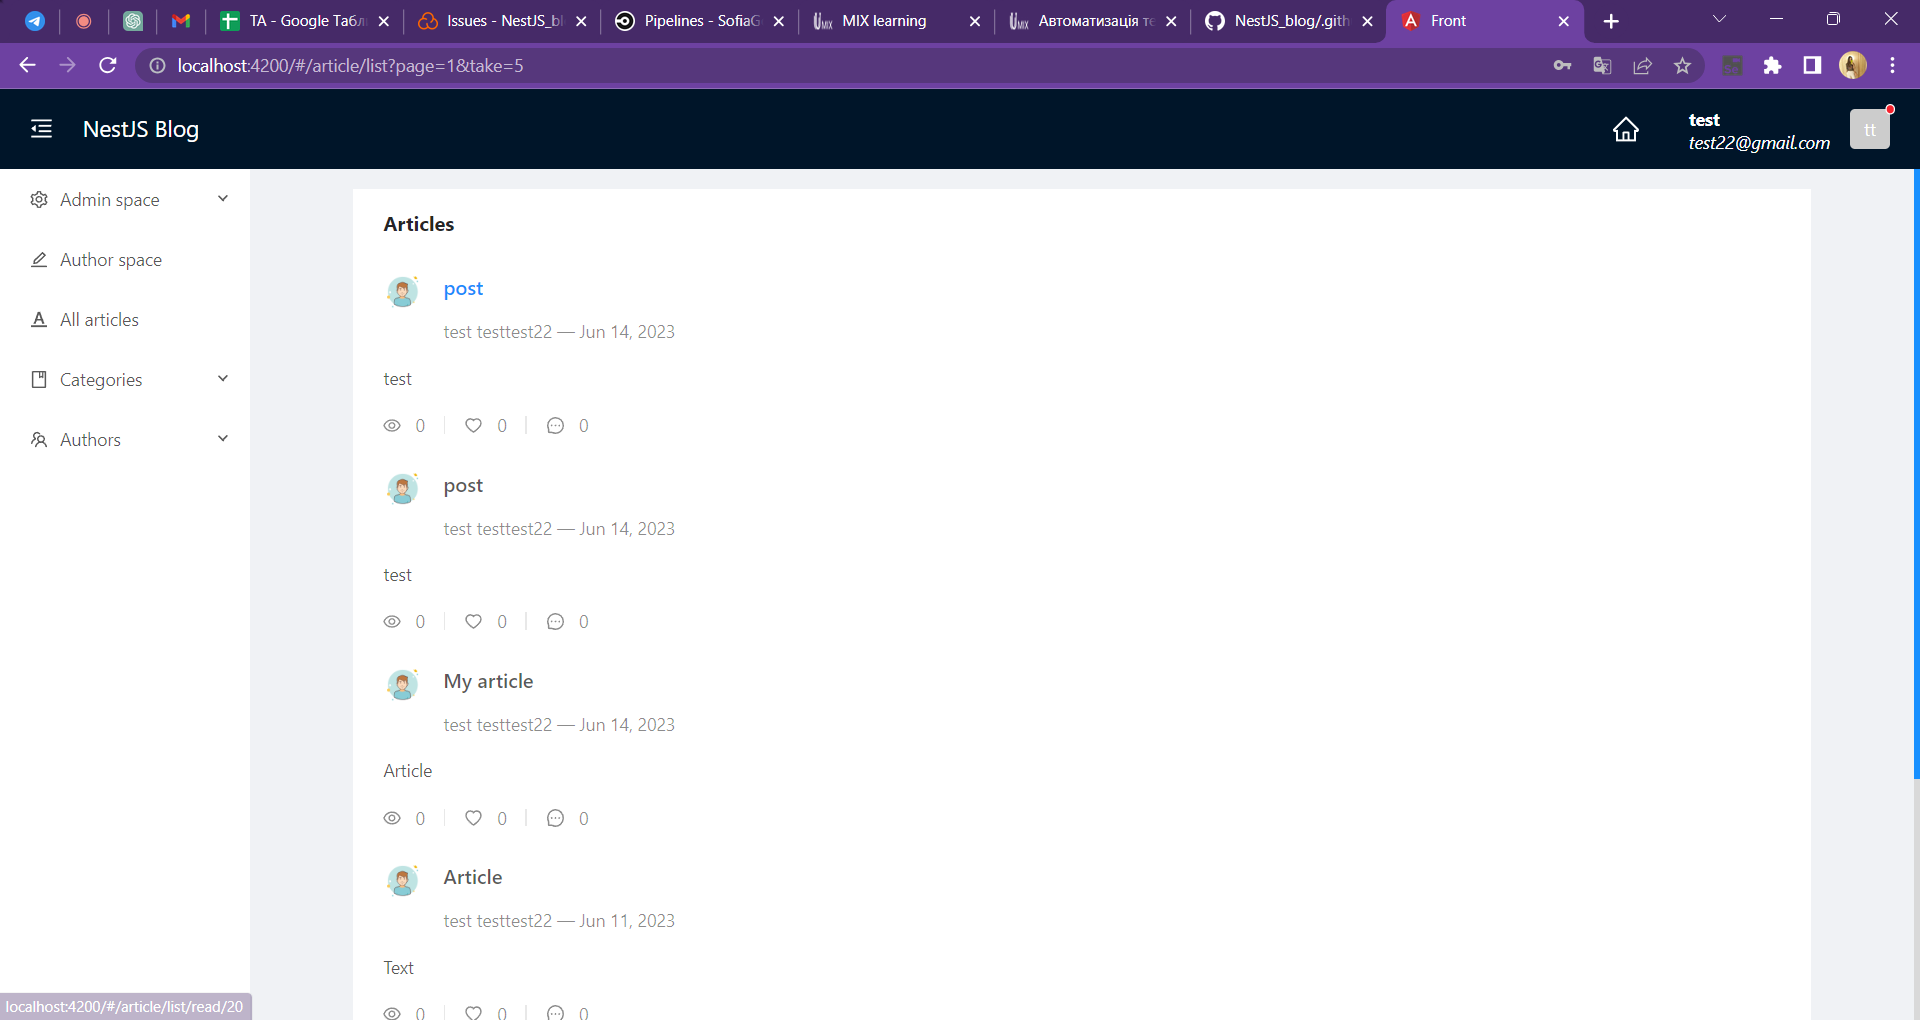 TA - Google Табл
Issues - NestJS_bl
Pipelines - SofiaG
MIX learning
Автоматизація те
NestJS_blog/.gith
Front
localhost:4200/#/article/list?page=1&take=5
NestJS Blog
test
test22@gmail.com
tt
Admin space
Author space
All articles
Categories
Authors
Articles
post
test testtest22 — Jun 14, 2023
test
0 0 0
post
test testtest22 — Jun 14, 2023
test
0 0 0
My article
test testtest22 — Jun 14, 2023
Article
0 0 0
Article
test testtest22 — Jun 11, 2023
Text
0 0 0
localhost:4200/#/article/list/read/20